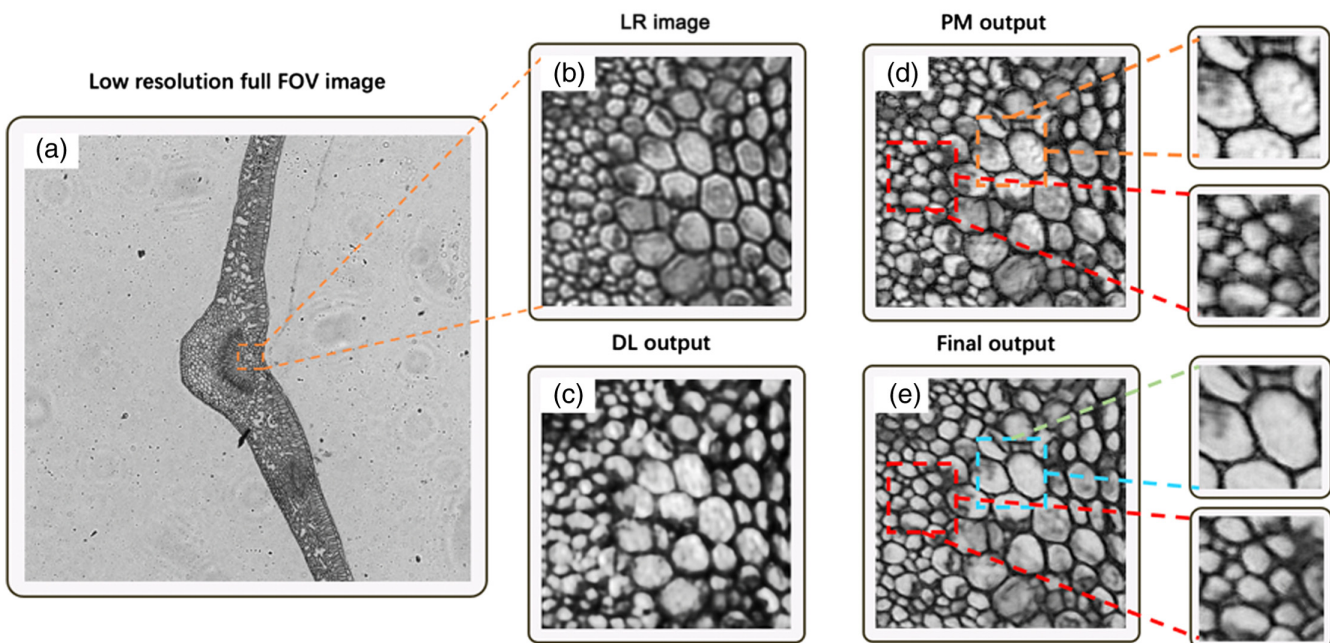 Low resolution full FOV image
(a)
LR image
(b)
DL output
(c)
PM output
(d)
Final output
(e)